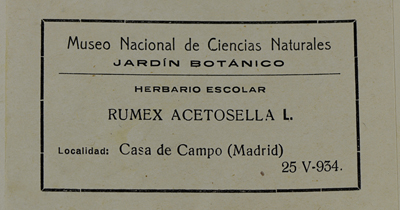 Museo Nacional de Ciencias Naturales
JARDÍN BOTÁNICO
HERBARIO ESCOLAR
RUMEX ACETOSELLA L.
Localidad: Casa de Campo (Madrid)
25 V-934.